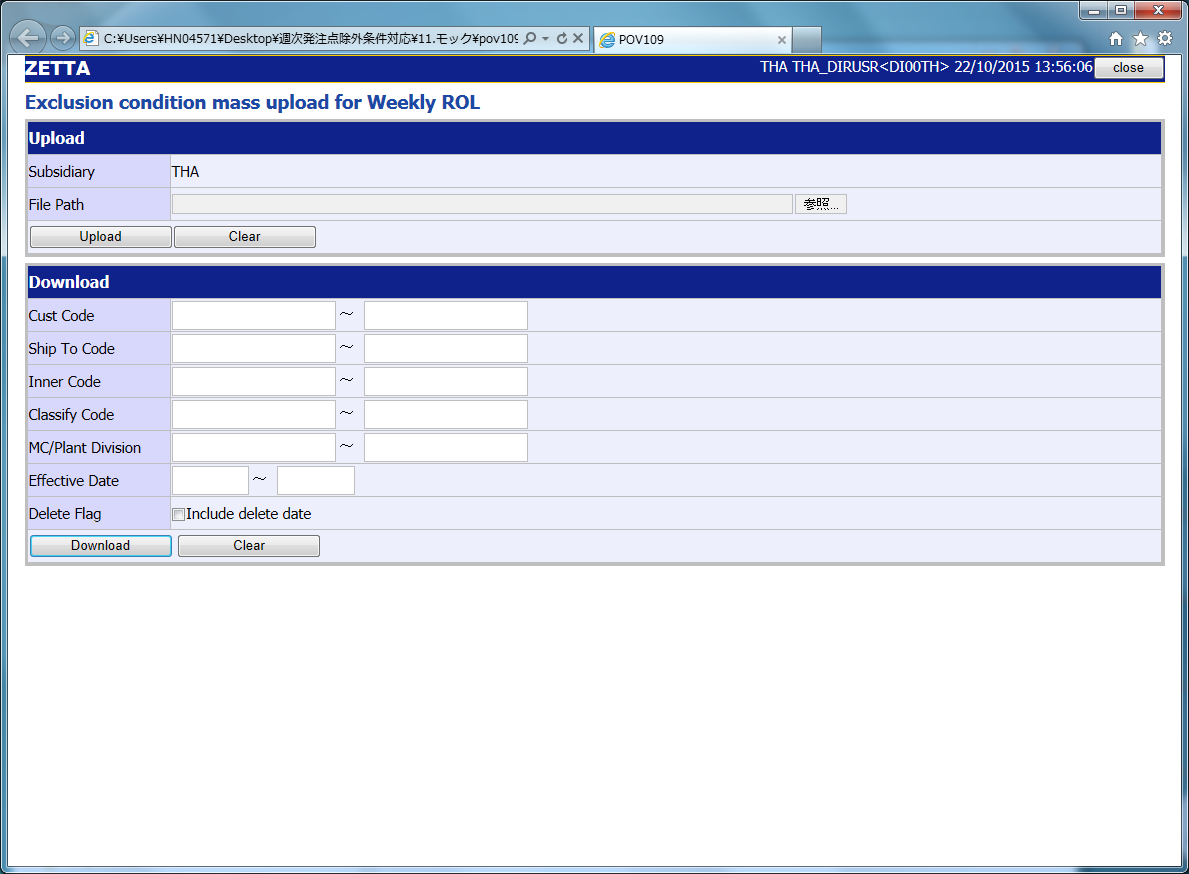 C:¥Users¥HN04571¥Desktop¥週次発注点除外条件対応¥11.モック¥pov109
POV109
ZETTA THA THA_DIRUSR<DI00TH> 22/10/2015 13:56:06 close
Exclusion condition mass upload for Weekly ROL
Upload
Subsidiary THA
File Path 参照...
Upload Clear
Download
Cust Code ～
Ship To Code ～
Inner Code ～
Classify Code ～
MC/Plant Division ～
Effective Date ～
Delete Flag Include delete date
Download Clear